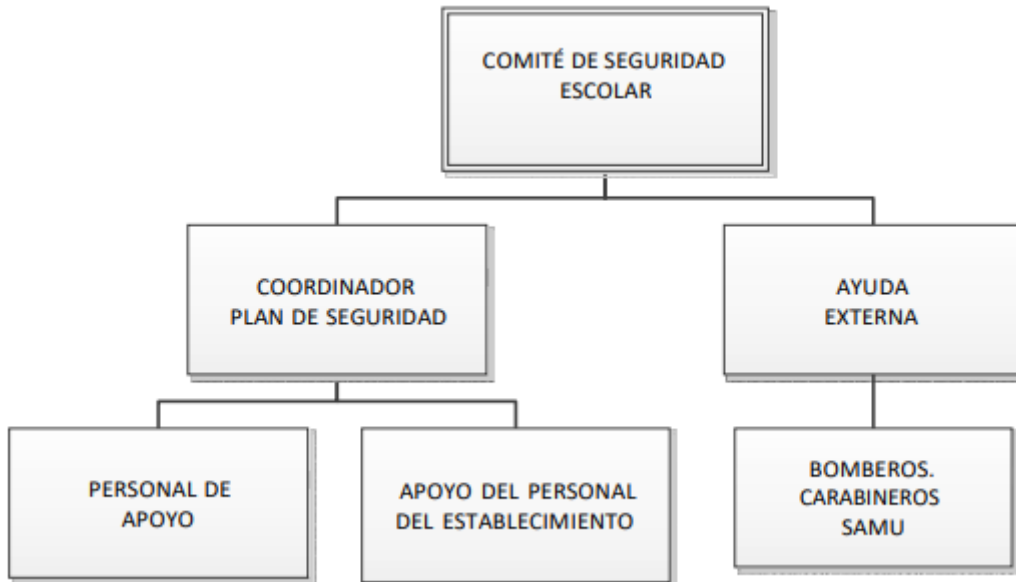 COMITÉ DE SEGURIDAD
ESCOLAR
COORDINADOR
PLAN DE SEGURIDAD
AYUDA
EXTERNA
PERSONAL DE
APOYO
APOYO DEL PERSONAL
DEL ESTABLECIMIENTO
BOMBEROS.
CARABINEROS
SAMU